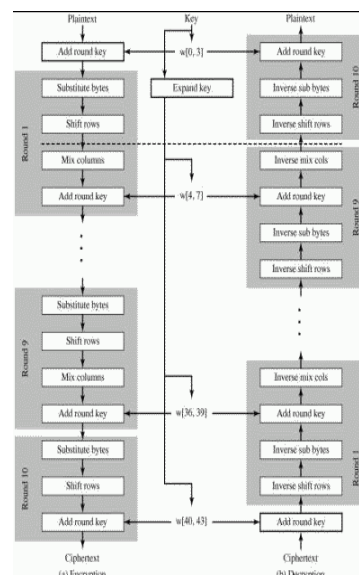 Plaintext
Key
Plaintext
Add round key
w[0, 3]
Add round key
Substitute bytes
Expand key
Inverse sub bytes
Shift rows
Inverse shift rows
Round 1
Round 10
Mix columns
Inverse mix cols
Add round key
w[4, 7]
Add round key
Inverse sub bytes
Inverse shift rows
Round 9
Substitute bytes
Shift rows
Mix columns
Inverse mix cols
Add round key
w[36, 39]
Add round key
Round 9
Substitute bytes
Inverse sub bytes
Shift rows
Inverse shift rows
Round 10
Round 1
Add round key
w[40, 43]
Add round key
Ciphertext
Ciphertext
(a) Encryption
(b) Decryption